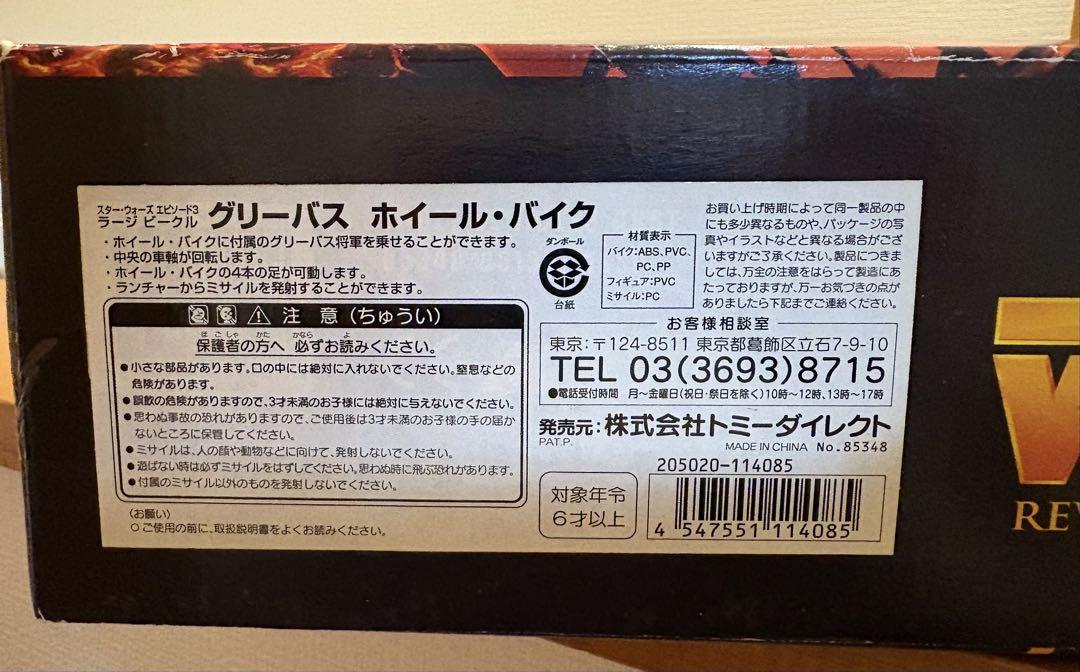 スター・ウォーズ エピソード3
ラージ ビークル
グリーバス ホイール・バイク
・ホイール・バイクに付属のグリーバス将軍を乗せることができます。
・中央の車軸が回転します。
・ホイール・バイクの4本の足が可動します。
・ランチャーからミサイルを発射することができます。
注 意 (ちゅうい)
ほごしゃ かた かなら よ
保護者の方へ 必ずお読みください。
●小さな部品があります。口の中には絶対に入れないでください。窒息などの
危険があります。
●誤飲の危険がありますので、3才未満のお子様には絶対に与えないでください。
●思わぬ事故の恐れがありますので、ご使用後は3才未満のお子様の手の届か
ないところに保管してください。
●ミサイルは、人の顔や動物などに向けて、発射しないでください。
●遊ばない時は必ずミサイルをはずしてください。思わぬ時に飛ぶ恐れがあります。
●付属のミサイル以外のものを発射しないでください。
〈お願い〉
○ご使用の前に、取扱説明書をよくお読みください。
ダンボール
台紙
材質表示
バイク:ABS、PVC、
PC、PP
フィギュア:PVC
ミサイル:PC
お買い上げ時期によって同一製品の中
にも多少異なるものや、パッケージの写
真やイラストなどと異なる場合がござ
いますがご了承ください。製品につきま
しては、万全の注意をはらって製造にあ
たっておりますが、万一お気づきの点が
ありましたら下記までご連絡ください。
お客様相談室
東京:〒124-8511 東京都葛飾区立石7-9-10
TEL 03(3693)8715
●電話受付時間 月~金曜日(祝日・祭日を除く)10時~12時、13時~17時
発売元:株式会社トミーダイレクト
PAT.P. MADE IN CHINA No.85348
205020-114085
対象年令
6才以上
4 547551 114085
REV